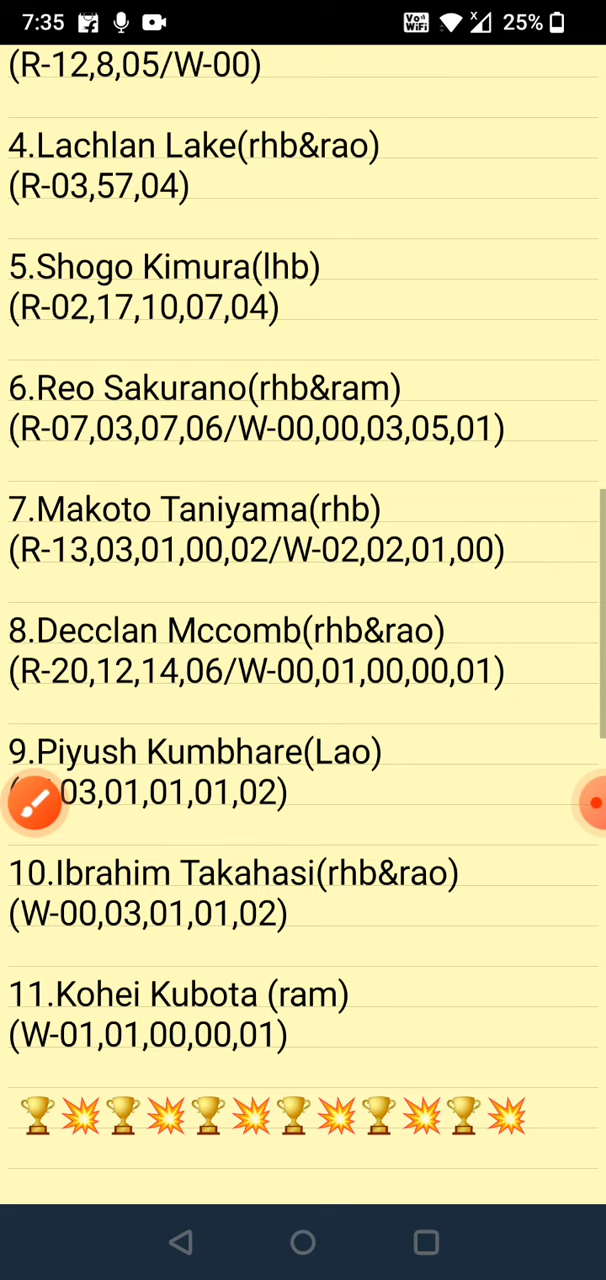 7:35 Vo WiFi x 25%
(R-12,8,05/W-00)
4.Lachlan Lake(rhb&rao)
(R-03,57,04)
5.Shogo Kimura(lhb)
(R-02,17,10,07,04)
6.Reo Sakurano(rhb&ram)
(R-07,03,07,06/W-00,00,03,05,01)
7.Makoto Taniyama(rhb)
(R-13,03,01,00,02/W-02,02,01,00)
8.Decclan Mccomb(rhb&rao)
(R-20,12,14,06/W-00,01,00,00,01)
9.Piyush Kumbhare(Lao)
03,01,01,01,02)
10.Ibrahim Takahasi(rhb&rao)
(W-00,03,01,01,02)
11.Kohei Kubota (ram)
(W-01,01,00,00,01)